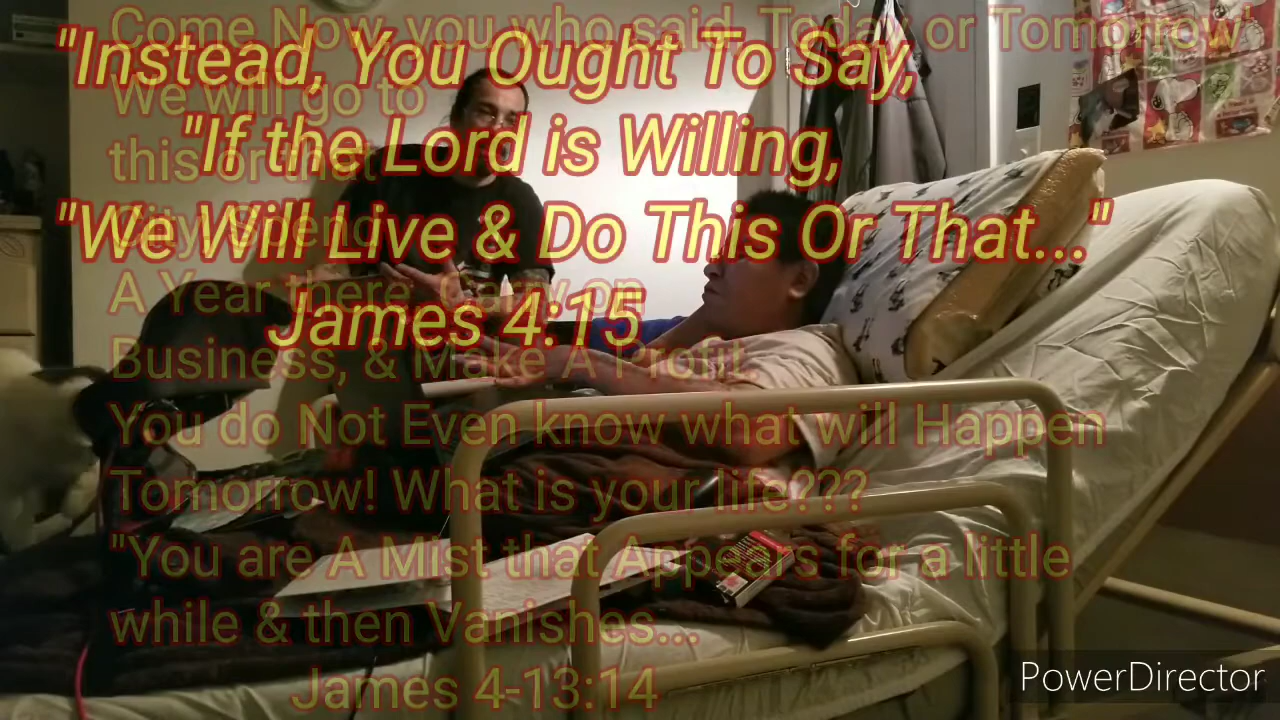 "Instead, You Ought To Say,
"If the Lord is Willing,
"We Will Live & Do This Or That..."
James 4:15
Come Now you who said, Today or Tomorrow'
We will go to
this or that
City, Spend
A Year there, Carry on
Business, & Make A Profit.
You do Not Even know what will Happen
Tomorrow! What is your life???
"You are A Mist that Appears for a little
while & then Vanishes...
James 4-13:14
PowerDirector